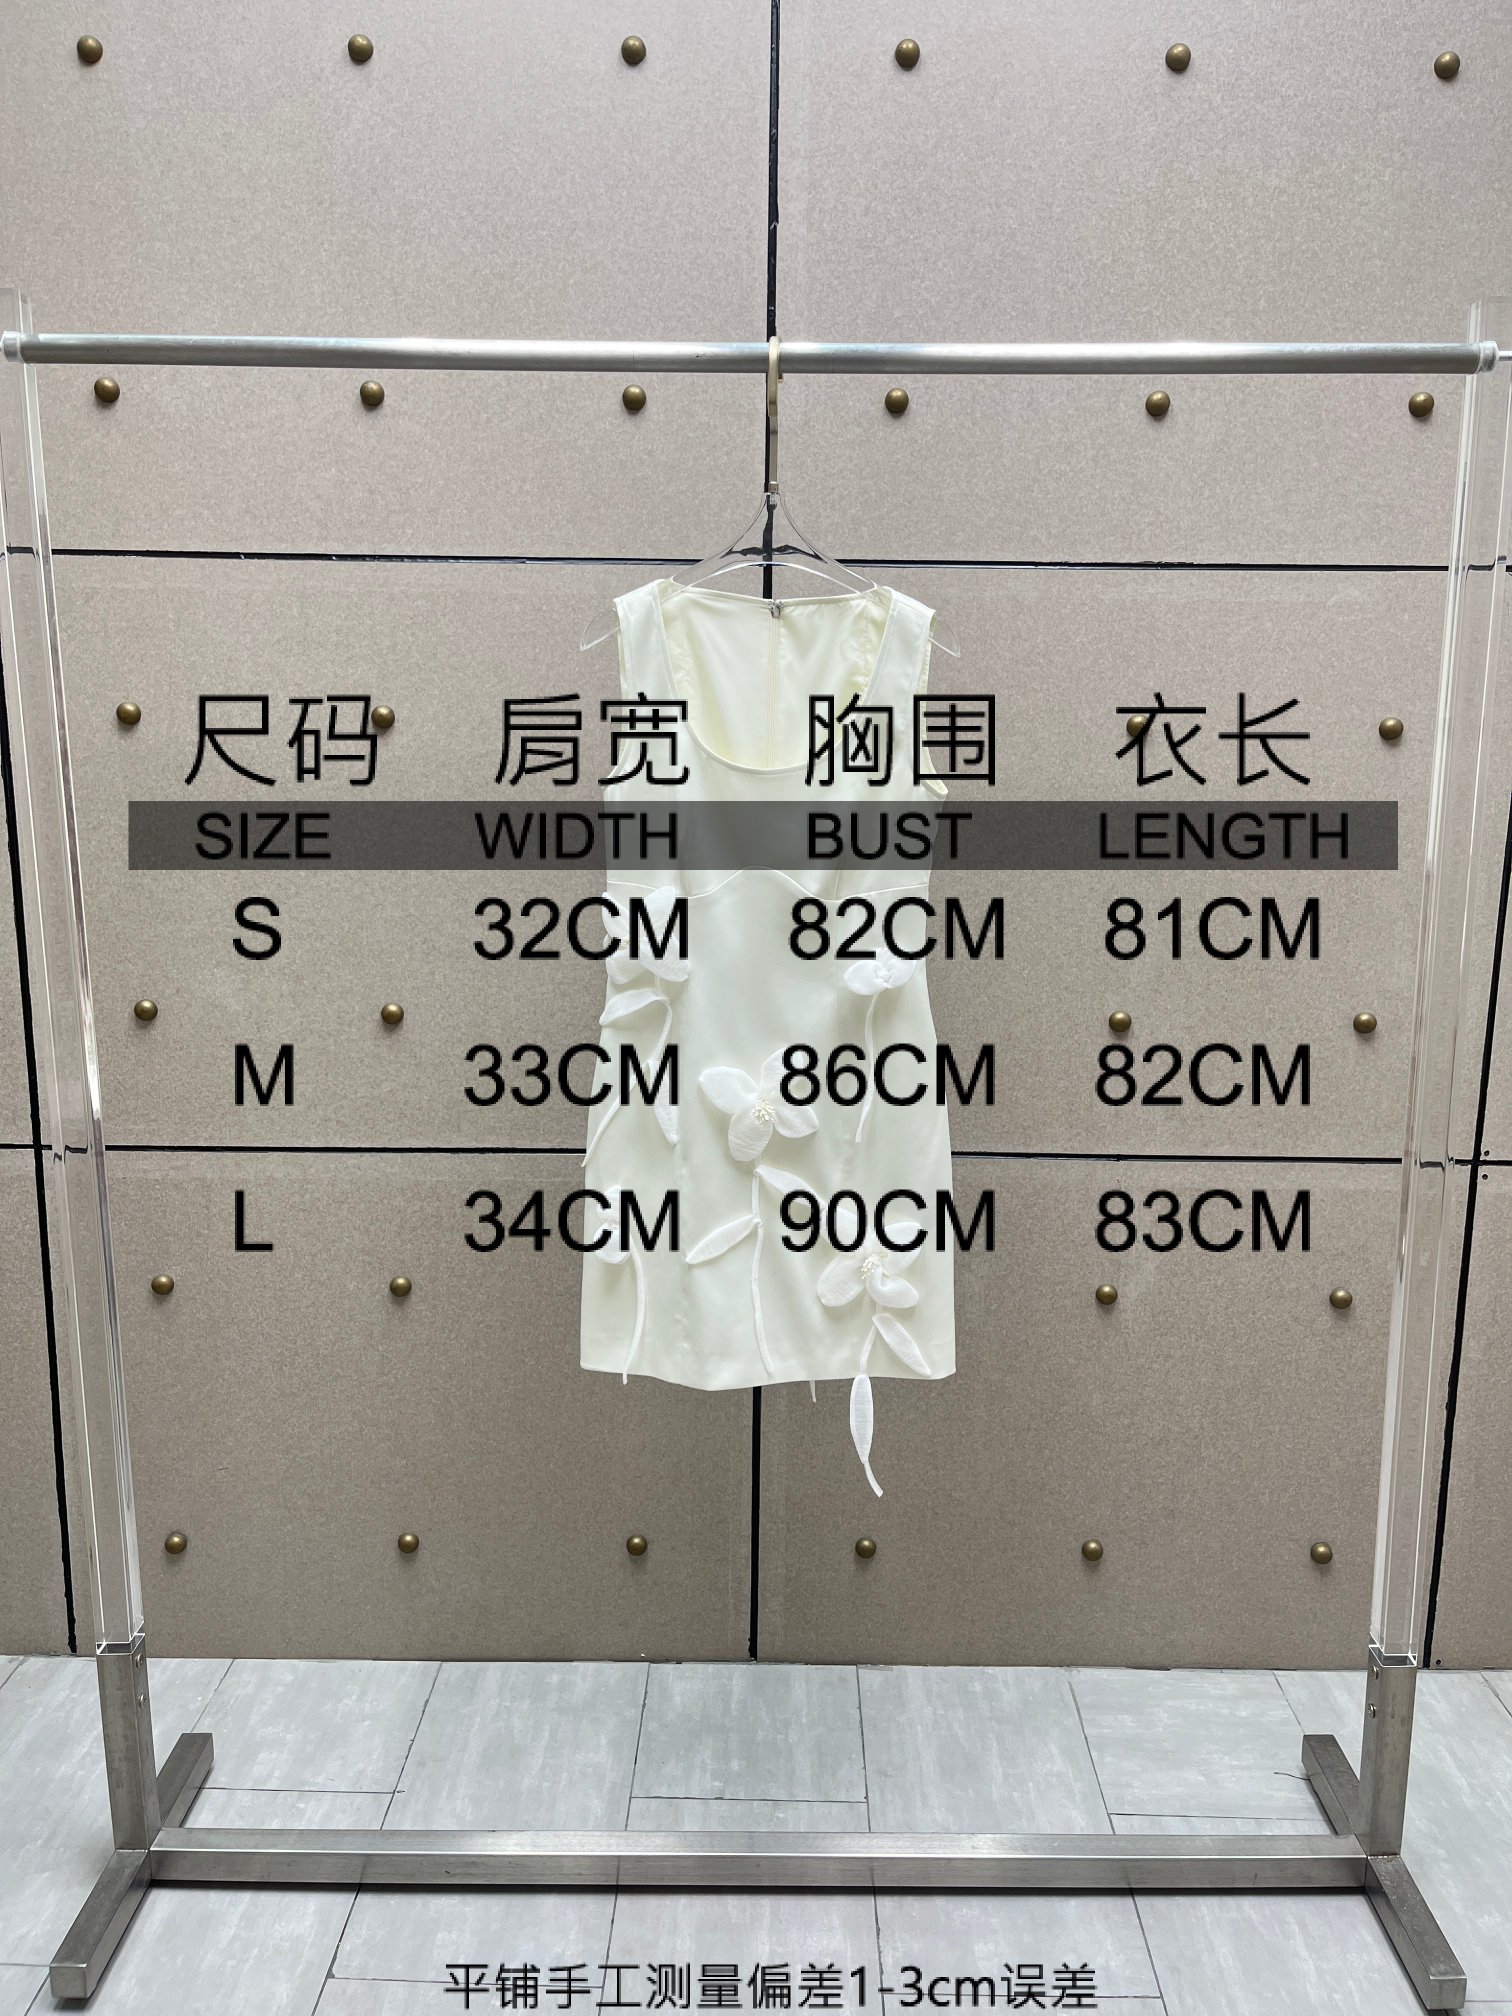 尺码 肩宽 胸围 衣长
SIZE WIDTH BUST LENGTH
S 32CM 82CM 81CM
M 33CM 86CM 82CM
L 34CM 90CM 83CM
平铺手工测量偏差1-3cm误差